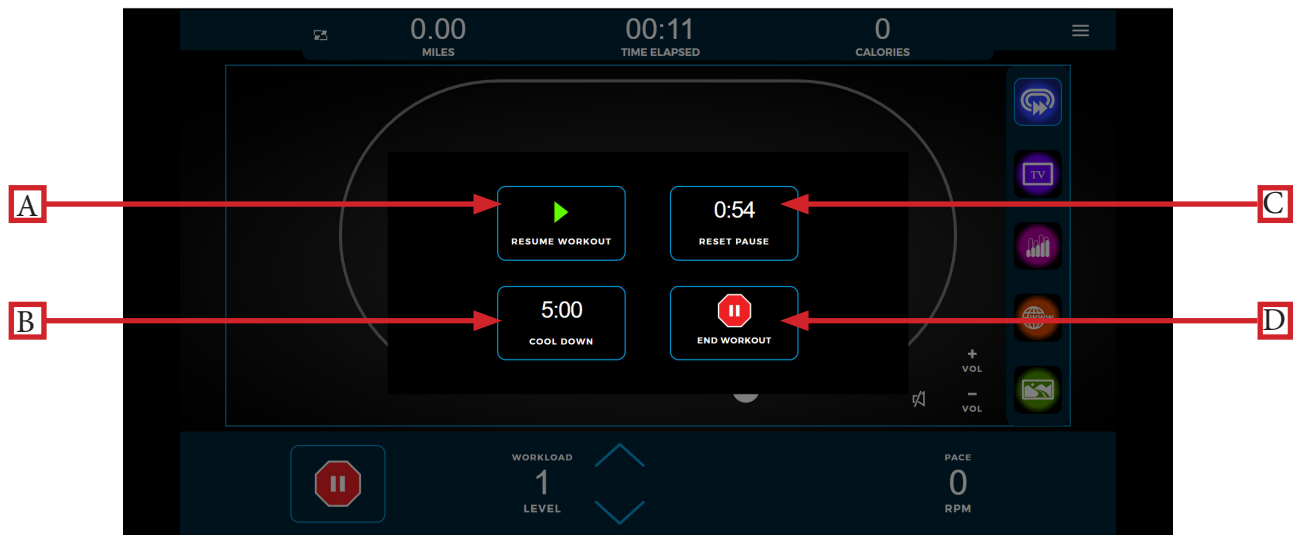 0.00
MILES
00:11
TIME ELAPSED
0
CALORIES
TV
A
RESUME WORKOUT
0:54
RESET PAUSE
C
B
5:00
COOL DOWN
END WORKOUT
D
WWW
+
VOL
−
VOL
WORKLOAD
1
LEVEL
PACE
0
RPM